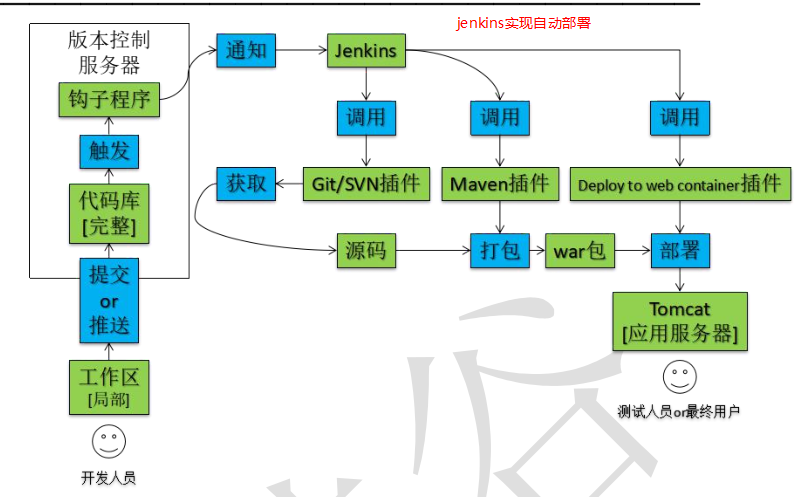 jenkins实现自动部署
版本控制
服务器
通知
Jenkins
钩子程序
调用
调用
调用
触发
获取
Git/SVN插件
Maven插件
Deploy to web container插件
代码库
[完整]
源码
打包
war包
部署
提交
or
推送
Tomcat
[应用服务器]
工作区
[局部]
测试人员or最终用户
开发人员